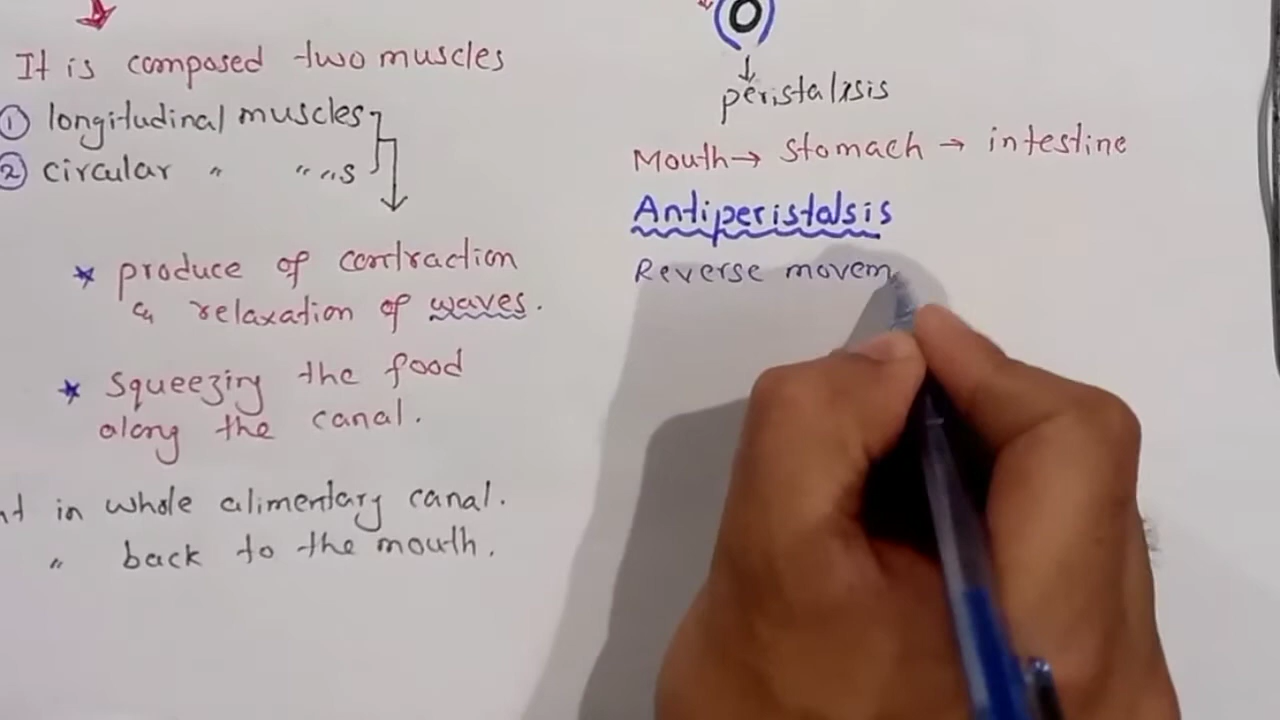 It is composed two muscles
① longitudinal muscles
② circular " " "s
* produce of contraction
& relaxation of waves.
* Squeezing the food
along the canal.
nt in whole alimentary canal.
" back to the mouth.
peristalsis
Mouth → Stomach → intestine
Antiperistalsis
Reverse movem